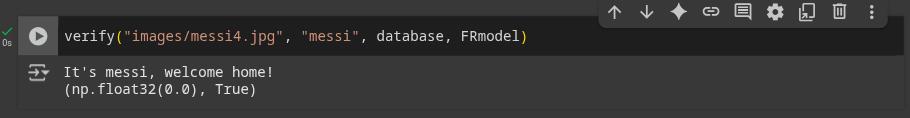 verify("images/messi4.jpg", "messi", database, FRmodel)
0s
It's messi, welcome home!
(np.float32(0.0), True)